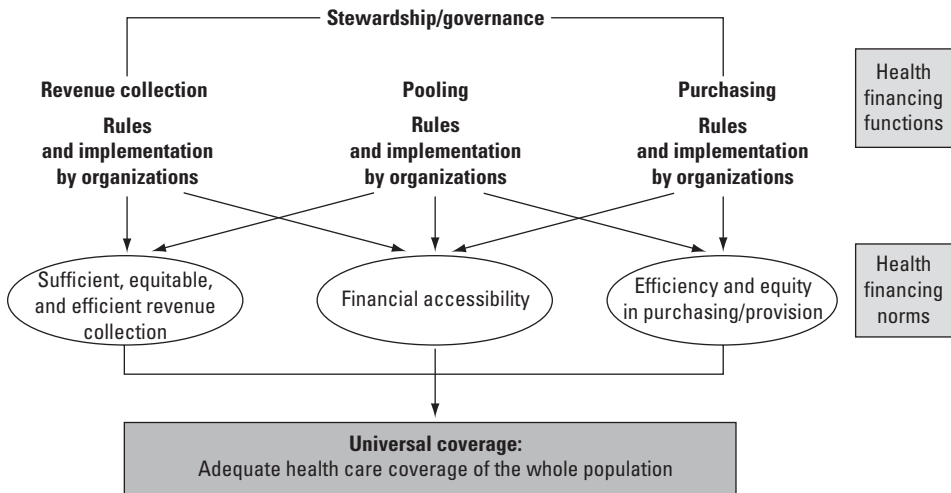 Stewardship/governance
Revenue collection
Rules
and implementation
by organizations
Pooling
Rules
and implementation
by organizations
Purchasing
Rules
and implementation
by organizations
Health
financing
functions
Sufficient, equitable,
and efficient revenue
collection
Financial accessibility
Efficiency and equity
in purchasing/provision
Health
financing
norms
Universal coverage:
Adequate health care coverage of the whole population